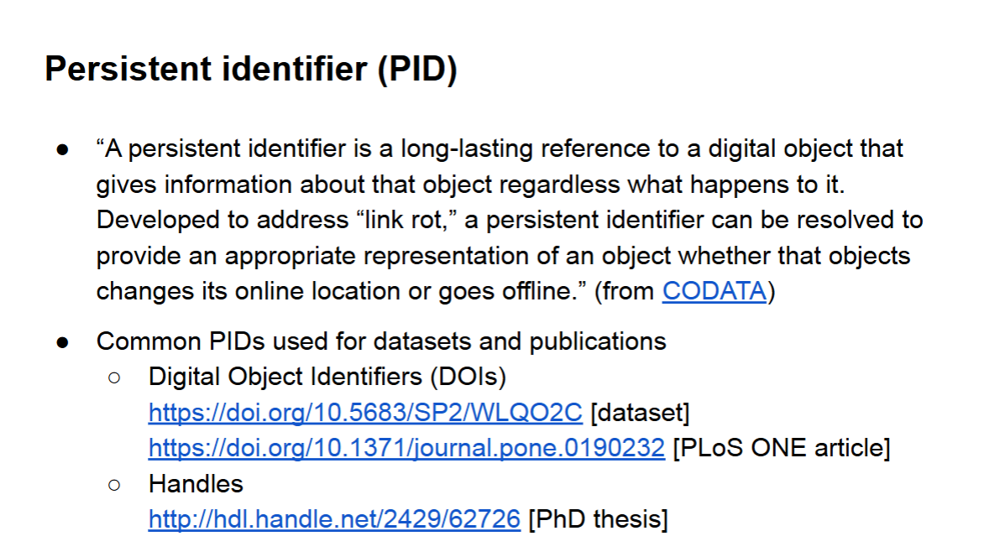 Persistent identifier (PID)
● “A persistent identifier is a long-lasting reference to a digital object that
gives information about that object regardless what happens to it.
Developed to address “link rot,” a persistent identifier can be resolved to
provide an appropriate representation of an object whether that objects
changes its online location or goes offline.” (from CODATA)
● Common PIDs used for datasets and publications
○ Digital Object Identifiers (DOIs)
https://doi.org/10.5683/SP2/WLQO2C [dataset]
https://doi.org/10.1371/journal.pone.0190232 [PLoS ONE article]
○ Handles
http://hdl.handle.net/2429/62726 [PhD thesis]